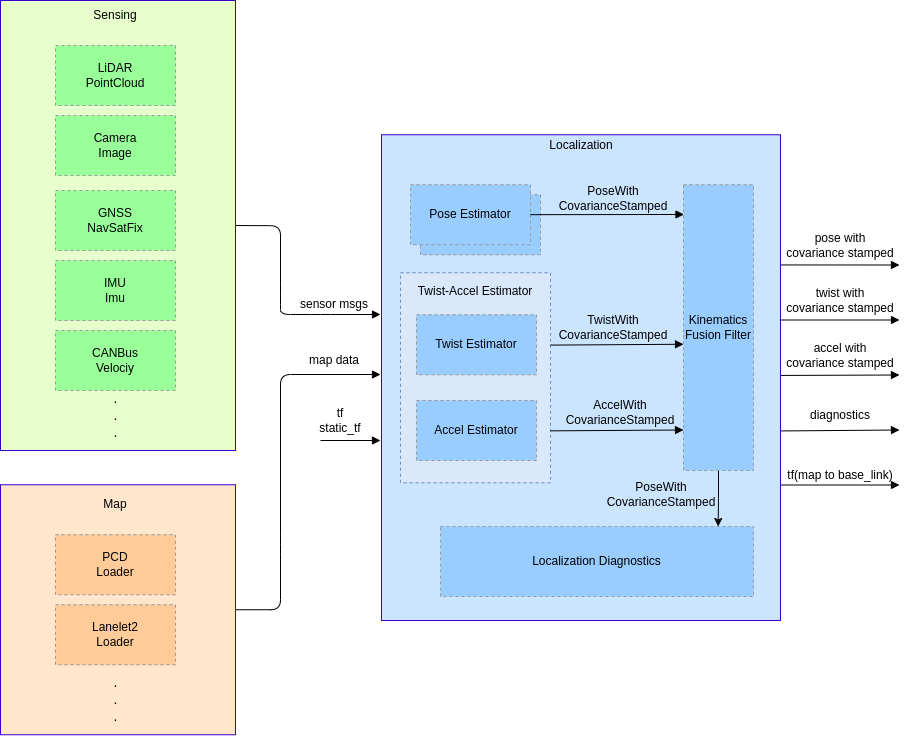 Sensing
LiDAR
PointCloud
Camera
Image
GNSS
NavSatFix
IMU
Imu
CANBus
Velociy
.
.
.
Map
PCD
Loader
Lanelet2
Loader
.
.
.
sensor msgs
map data
tf
static_tf
Localization
Pose Estimator
PoseWith
CovarianceStamped
Twist-Accel Estimator
Twist Estimator
TwistWith
CovarianceStamped
Accel Estimator
AccelWith
CovarianceStamped
Kinematics
Fusion Filter
PoseWith
CovarianceStamped
Localization Diagnostics
pose with
covariance stamped
twist with
covariance stamped
accel with
covariance stamped
diagnostics
tf(map to base_link)